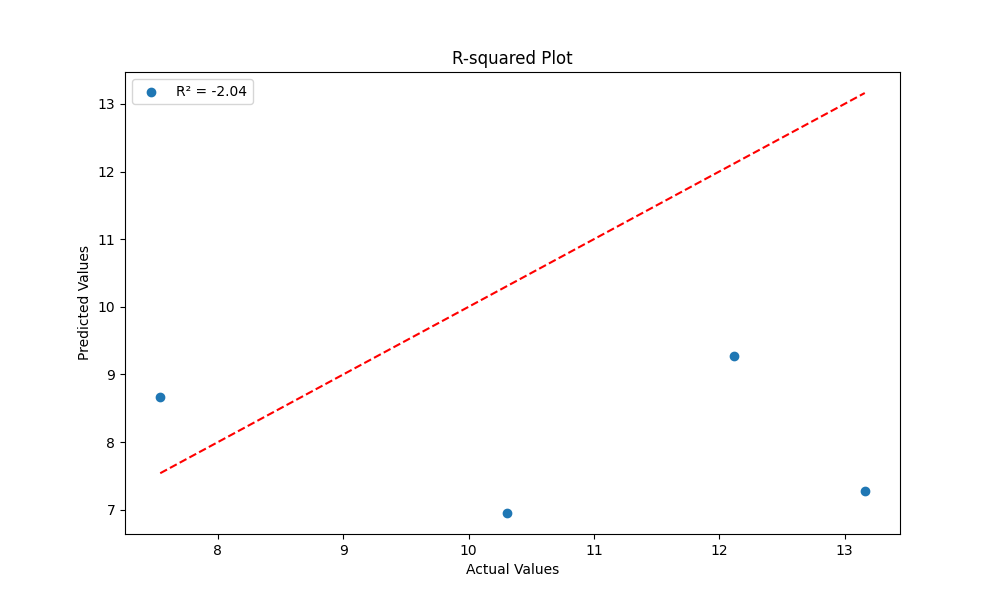 R-squared Plot
R² = -2.04
13
12
11
10
9
8
7
Predicted Values
8 9 10 11 12 13
Actual Values